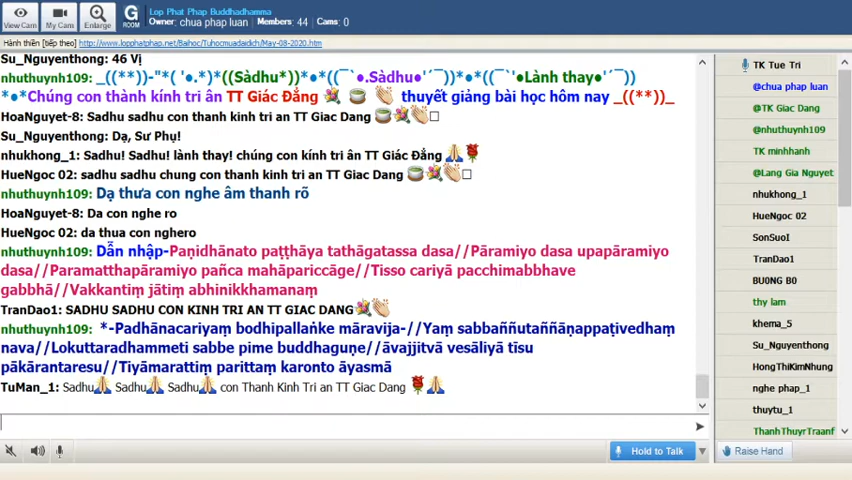 Lop Phat Phap Buddhadhamma
Owner: chua phap luan Members: 44 Cams: 0
View Cam
My Cam
Enlarge
G
ROOM
Hành thiền [tiếp theo] http://www.lopphatphap.net/Baihoc/Tuhocmuadaidich/May-08-2020.htm
Su_Nguyenthong: 46 Vị
nhuthuynh109: _((**))-"*( '●.*)*((Sàdhu*))*●*((¯`●.Sàdhu●'´¯))*●*((¯`'●Lành thay●'´¯))
*●*Chúng con thành kính tri ân TT Giác Đẳng 💐 🍵 👏 thuyết giảng bài học hôm nay _((**))_
HoaNguyet-8: Sadhu sadhu con thanh kinh tri an TT Giac Dang 🍵💐👏□
Su_Nguyenthong: Dạ, Sư Phụ!
nhukhong_1: Sadhu! Sadhu! lành thay! chúng con kính tri ân TT Giác Đẳng 🙏🌹
HueNgoc 02: sadhu sadhu chung con thanh kinh tri an TT Giac Dang 🍵💐👏□
nhuthuynh109: Dạ thưa con nghe âm thanh rõ
HoaNguyet-8: Da con nghe ro
HueNgoc 02: da thua con nghero
nhuthuynh109: Dẫn nhập-Paṇidhānato paṭṭhāya tathāgatassa dasa//Pāramiyo dasa upapāramiyo
dasa//Paramatthapāramiyo pañca mahāpariccāge//Tisso cariyā pacchimabbhave
gabbhā//Vakkantiṃ jātiṃ abhinikkhamanaṃ
TranDao1: SADHU SADHU CON KINH TRI AN TT GIAC DANG💐👏
nhuthuynh109: *-Padhānacariyaṃ bodhipallaṅke māravija-//Yaṃ sabbaññutaññāṇappaṭivedhaṃ
nava//Lokuttaradhammeti sabbe pime buddhaguṇe//āvajjitvā vesāliyā tīsu
pākārantaresu//Tiyāmarattiṃ parittaṃ karonto āyasmā
TuMan_1: Sadhu🙏 Sadhu🙏 Sadhu🙏 con Thanh Kinh Tri an TT Giac Dang 🌹🙏
TK Tue Tri
@chua phap luan
@TK Giac Dang
@nhuthuynh109
TK minhhanh
@Lang Gia Nguyet
nhukhong_1
HueNgoc 02
SonSuoI
TranDao1
BU0NG B0
thy lam
khema_5
Su_Nguyenthong
HongThiKimNhung
nghe phap_1
thuytu_1
ThanhThuyrTraanf
Hold to Talk
Raise Hand